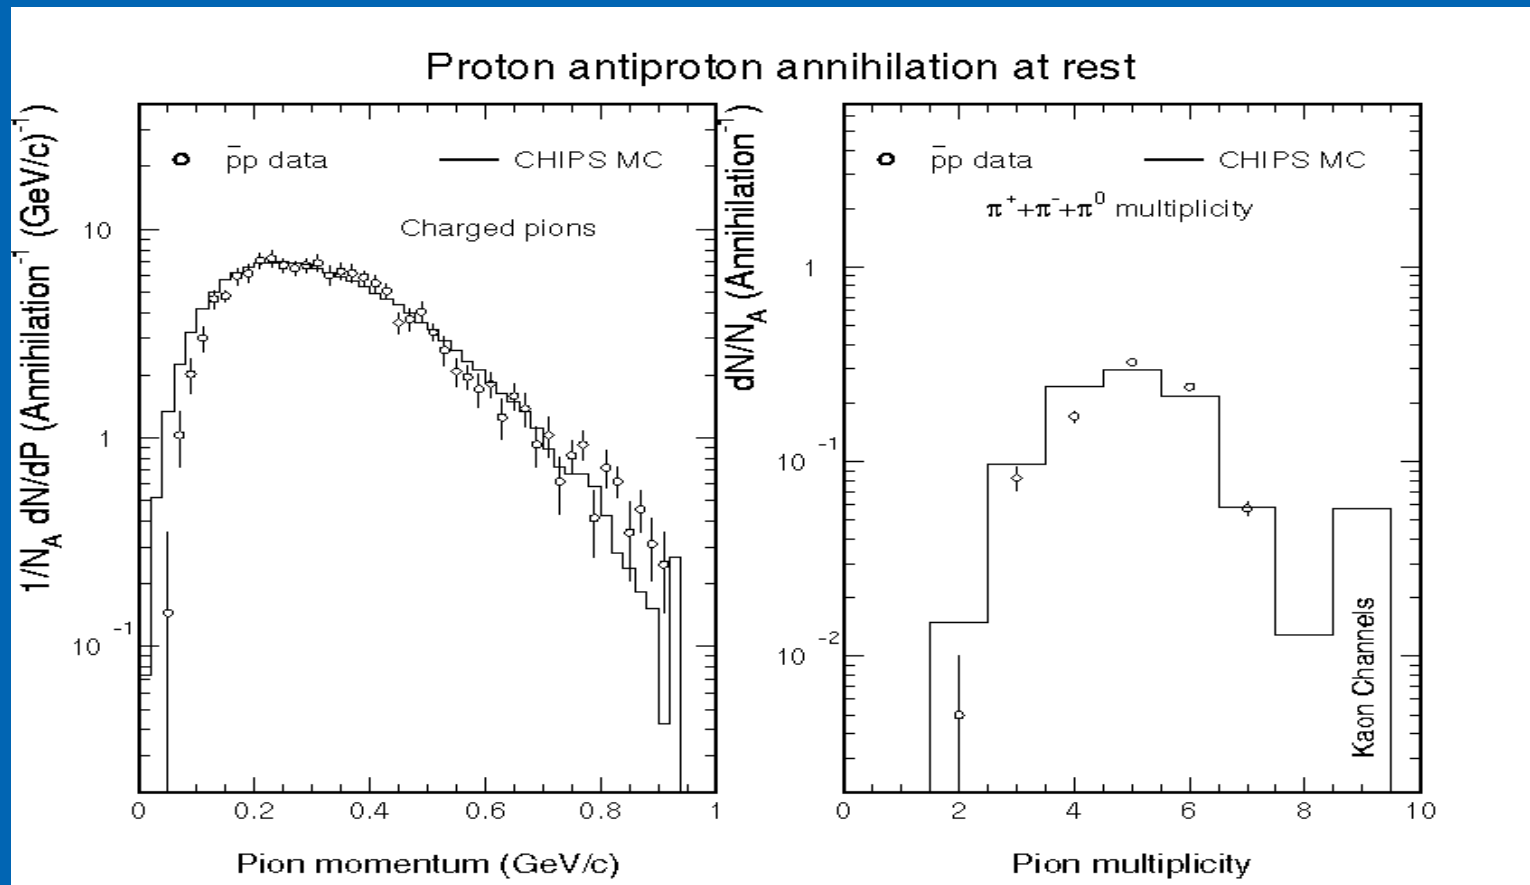 Proton antiproton annihilation at rest
1/N_A dN/dP (Annihilation^-1 (GeV/c)^-1)
p̄p data
CHIPS MC
Charged pions
10
1
10^-1
0 0.2 0.4 0.6 0.8 1
Pion momentum (GeV/c)
dN/N_A (Annihilation^-1)
p̄p data
CHIPS MC
π^++π^-+π^0 multiplicity
1
10^-1
10^-2
Kaon Channels
0 2 4 6 8 10
Pion multiplicity